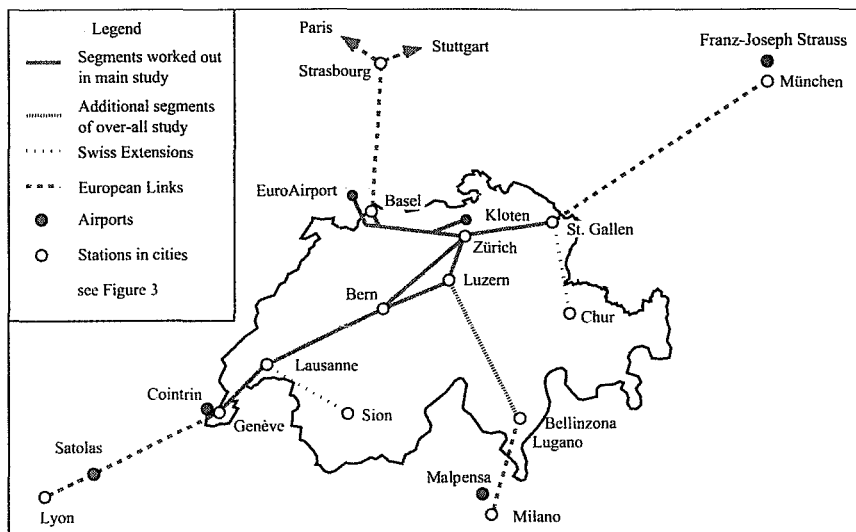 Legend
Segments worked out
in main study
Additional segments
of over-all study
Swiss Extensions
European Links
Airports
Stations in cities
see Figure 3
Paris
Stuttgart
Strasbourg
Franz-Joseph Strauss
München
EuroAirport
Basel
Kloten
St. Gallen
Zürich
Luzern
Bern
Chur
Lausanne
Cointrin
Genève
Sion
Bellinzona
Lugano
Satolas
Malpensa
Lyon
Milano